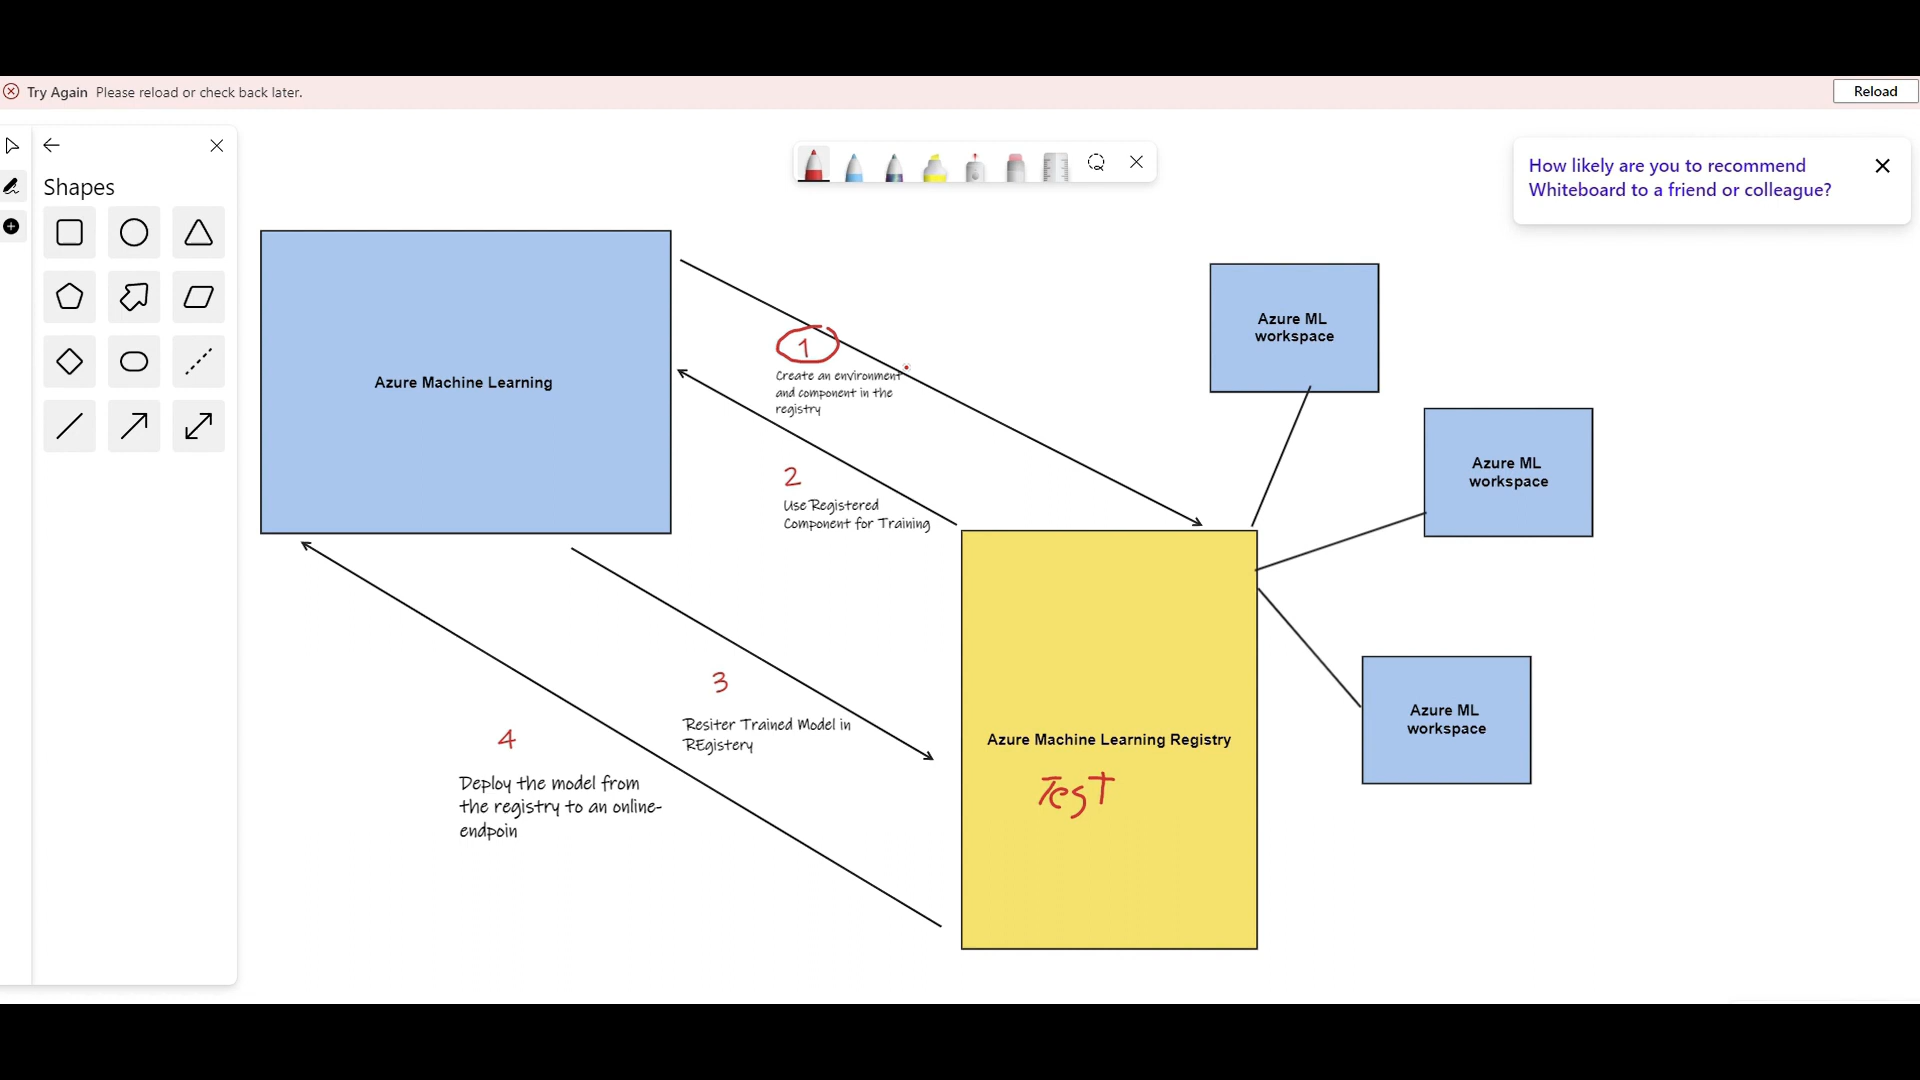 Try Again Please reload or check back later.
Reload
Shapes
How likely are you to recommend
Whiteboard to a friend or colleague?
Azure Machine Learning
1
Create an environment
and component in the
registry
2
Use Registered
Component for Training
3
Resiter Trained Model in
REgistery
4
Deploy the model from
the registry to an online-
endpoin
Azure Machine Learning Registry
Test
Azure ML
workspace
Azure ML
workspace
Azure ML
workspace